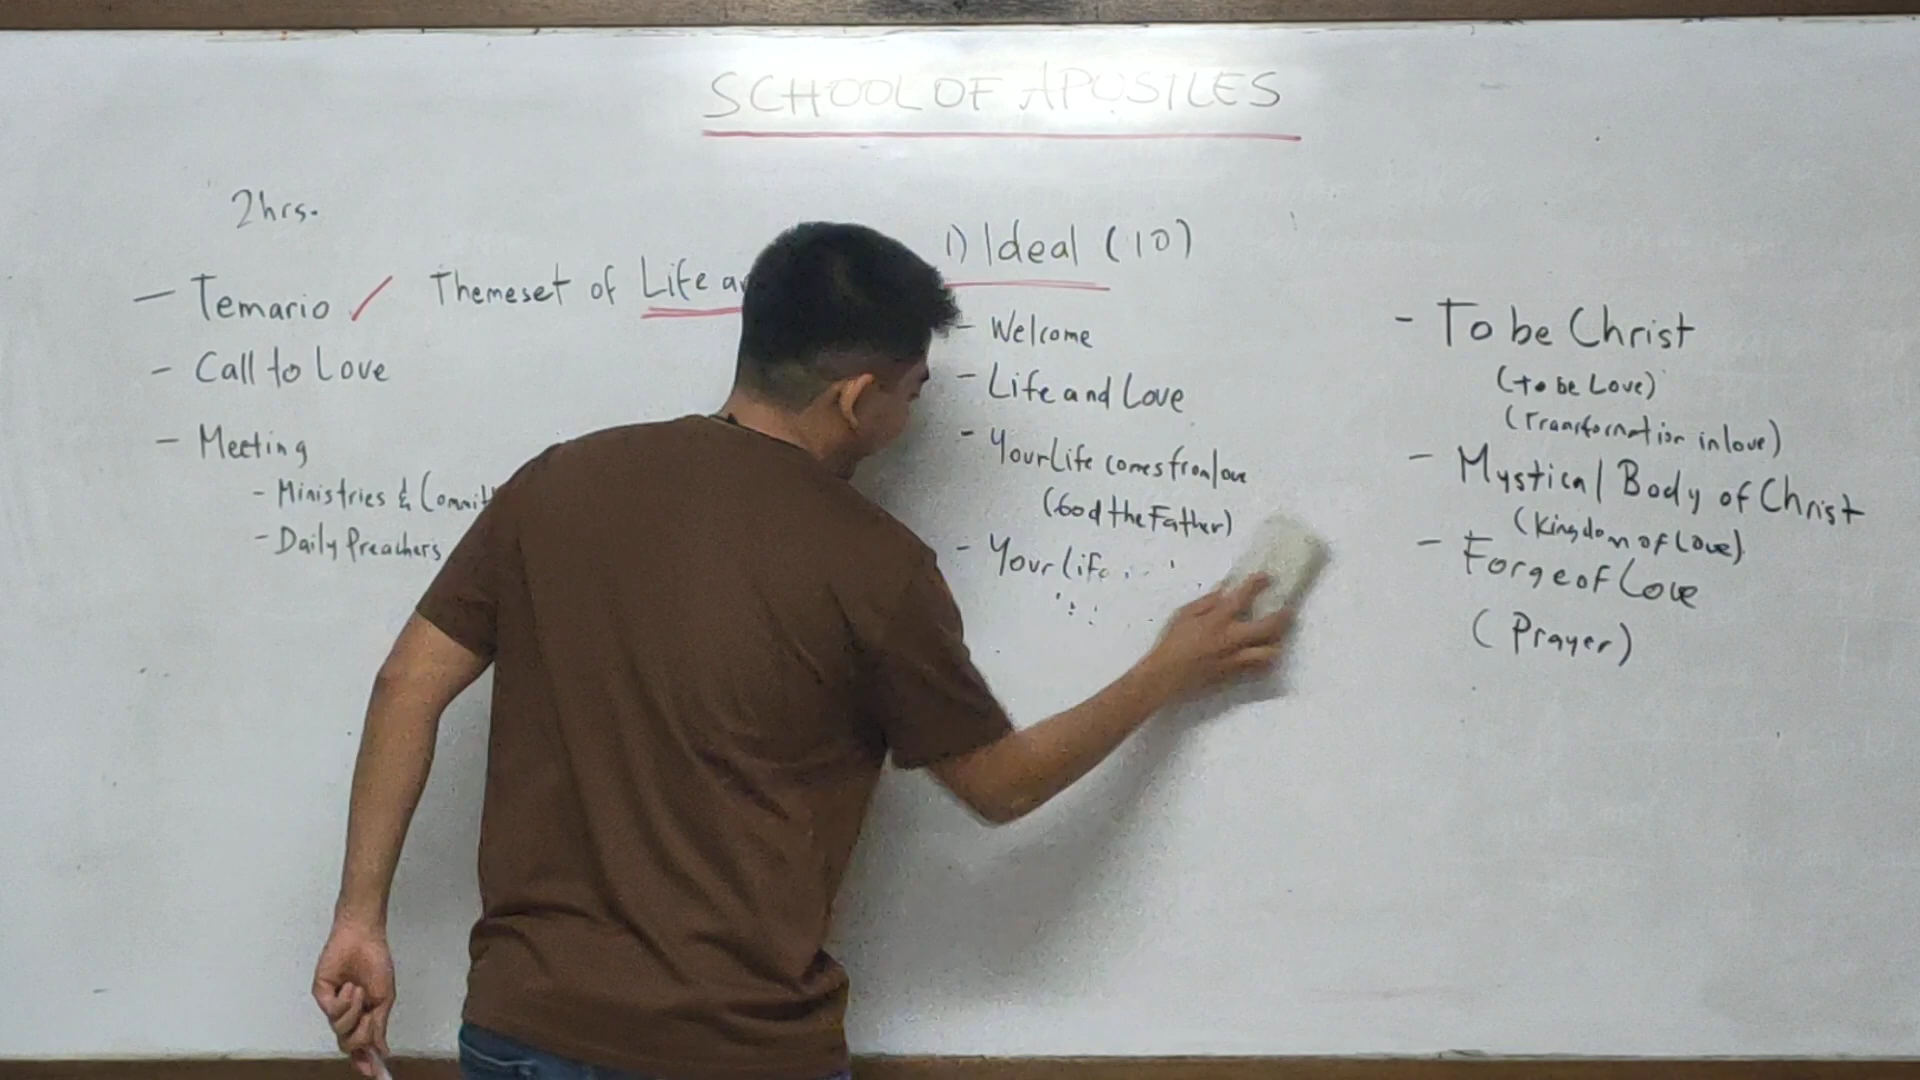 SCHOOL OF APOSTLES
2hrs.
- Temario Themeset of Life
- Call to Love
- Meeting
- Ministries &
- Daily Preachers
1) Ideal (10)
- Welcome
- Life and Love
- Your Life comes from love
(God the Father)
- Your life
- To be Christ
(to be Love)
(Transformation in love)
- Mystical Body of Christ
(Kingdom of Love)
- Forge of Love
(Prayer)